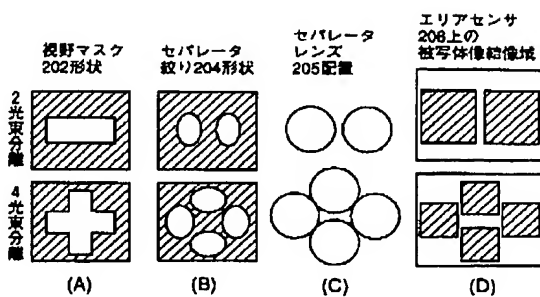 視野マスク
202形状
セパレータ
絞り204形状
セパレータ
レンズ
205配置
エリアセンサ
206上の
被写体像結像域
2光束分離
4光束分離
(A)
(B)
(C)
(D)